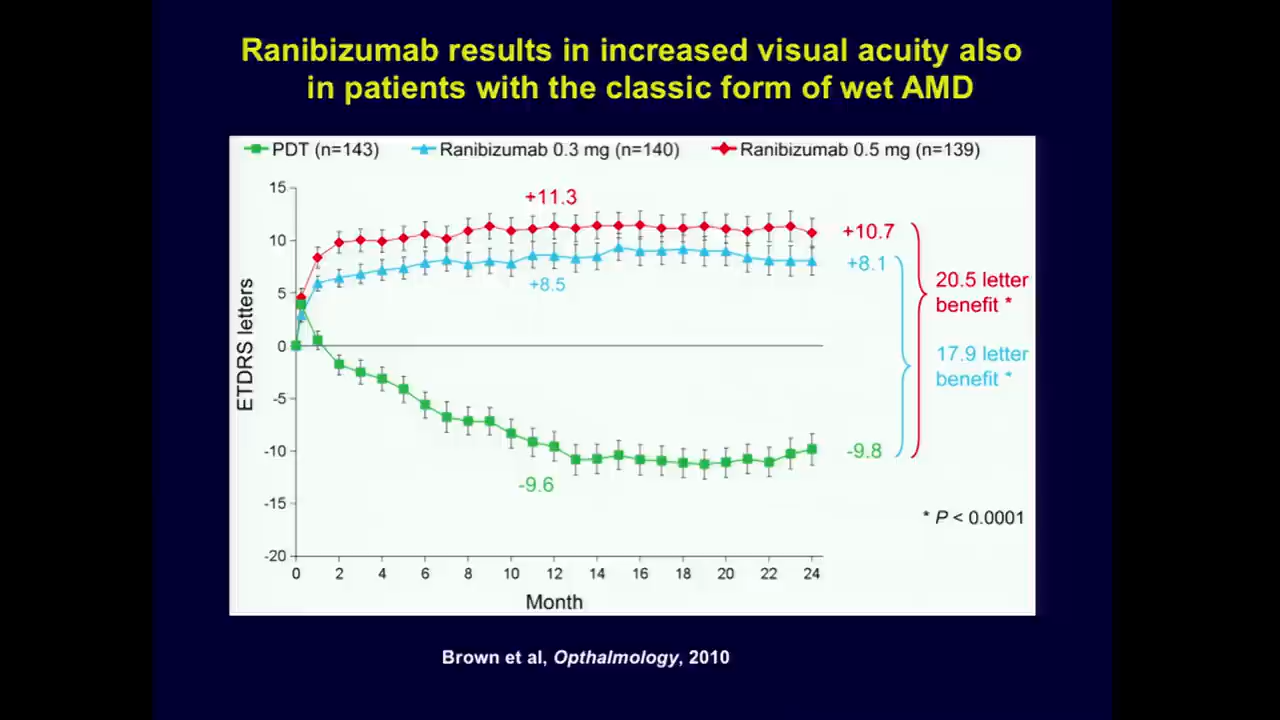 Ranibizumab results in increased visual acuity also
in patients with the classic form of wet AMD
PDT (n=143) Ranibizumab 0.3 mg (n=140) Ranibizumab 0.5 mg (n=139)
15
10
5
0
-5
-10
-15
-20
ETDRS letters
+11.3
+8.5
-9.6
+10.7
+8.1
-9.8
20.5 letter
benefit *
17.9 letter
benefit *
* P < 0.0001
0 2 4 6 8 10 12 14 16 18 20 22 24
Month
Brown et al, Opthalmology, 2010